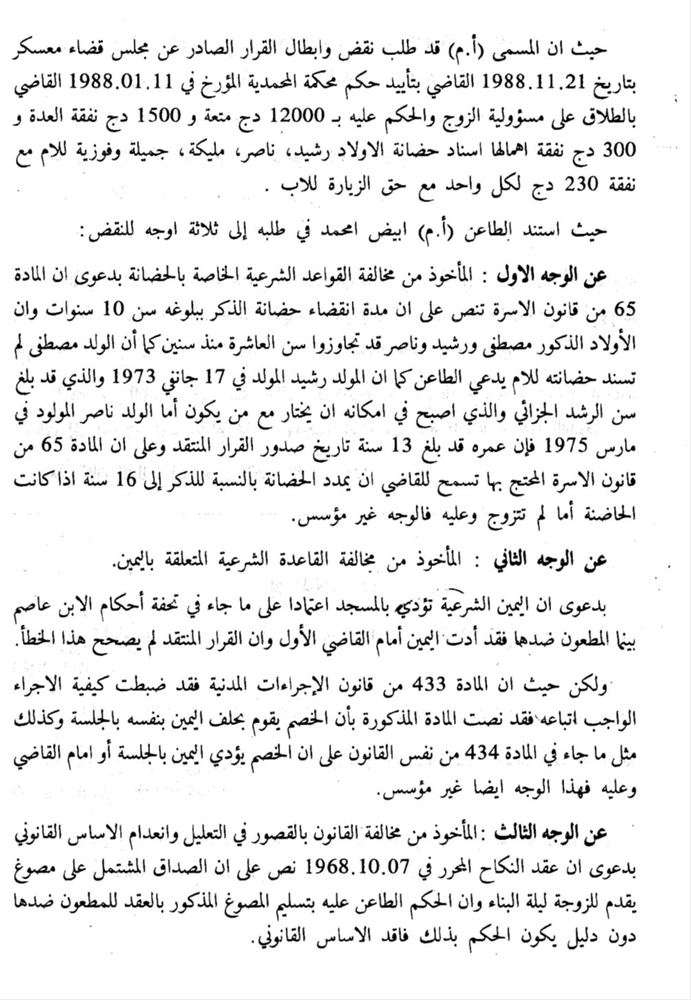 حيث ان المسمى (أ.م) قد طلب نقض وابطال القرار الصادر عن مجلس قضاء معسكر
بتاريخ 1988.11.21 القاضي بتأييد حكم محكمة المحمدية المؤرخ في 1988.01.11 القاضي
بالطلاق على مسؤولية الزوج والحكم عليه بـ 12000 دج متعة و 1500 دج نفقة العدة و
300 دج نفقة اهمالها اسناد حضانة الاولاد رشيد، ناصر، مليكة، جميلة وفوزية للام مع
نفقة 230 دج لكل واحد مع حق الزيارة للاب .
حيث استند الطاعن (أ.م) ابيض امحمد في طلبه إلى ثلاثة اوجه للنقض:
عن الوجه الاول : المأخوذ من مخالفة القواعد الشرعية الخاصة بالحضانة بدعوى ان المادة
65 من قانون الاسرة تنص على ان مدة انقضاء حضانة الذكر ببلوغه سن 10 سنوات وان
الأولاد الذكور مصطفى ورشيد وناصر قد تجاوزوا سن العاشرة منذ سنين كما أن الولد مصطفى لم
تسند حضانته للام يدعي الطاعن كما ان المولد رشيد المولد في 17 جانفي 1973 والذي قد بلغ
سن الرشد الجزائي والذي اصبح في امكانه ان يختار مع من يكون أما الولد ناصر المولود في
مارس 1975 فإن عمره قد بلغ 13 سنة تاريخ صدور القرار المنتقد وعلى ان المادة 65 من
قانون الاسرة المحتج بها تسمح للقاضي ان يمدد الحضانة بالنسبة للذكر إلى 16 سنة اذا كانت
الحاضنة أما لم تتزوج وعليه فالوجه غير مؤسس.
عن الوجه الثاني : المأخوذ من مخالفة القاعدة الشرعية المتعلقة باليمين.
بدعوى ان اليمين الشرعية تؤدي بالمسجد اعتمادا على ما جاء في تحفة أحكام الابن عاصم
بينما المطعون ضدها فقد أدت اليمين أمام القاضي الأول وان القرار المنتقد لم يصحح هذا الخطأ.
ولكن حيث ان المادة 433 من قانون الإجراءات المدنية فقد ضبطت كيفية الاجراء
الواجب اتباعه فقد نصت المادة المذكورة بأن الخصم يقوم بحلف اليمين بنفسه بالجلسة وكذلك
مثل ما جاء في المادة 434 من نفس القانون على ان الخصم يؤدي اليمين بالجلسة أو امام القاضي
وعليه فهذا الوجه ايضا غير مؤسس.
عن الوجه الثالث : المأخوذ من مخالفة القانون بالقصور في التعليل وانعدام الاساس القانوني
بدعوى ان عقد النكاح المحرر في 1968.10.07 نص على ان الصداق المشتمل على مصوغ
يقدم للزوجة ليلة البناء وان الحكم الطاعن عليه بتسليم المصوغ المذكور بالعقد للمطعون ضدها
دون دليل يكون الحكم بذلك فاقد الاساس القانوني.